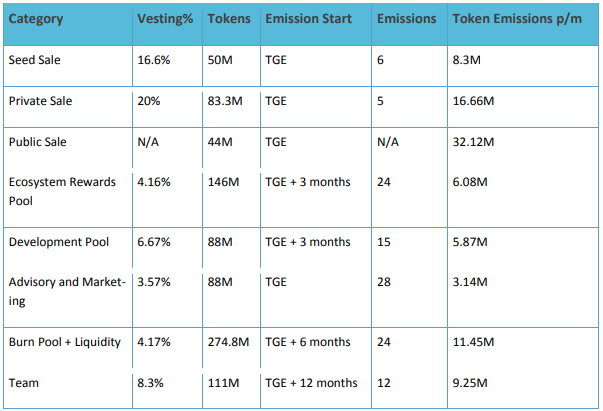 Category Vesting% Tokens Emission Start Emissions Token Emissions p/m
Seed Sale 16.6% 50M TGE 6 8.3M
Private Sale 20% 83.3M TGE 5 16.66M
Public Sale N/A 44M TGE N/A 32.12M
Ecosystem Rewards 4.16% 146M TGE + 3 months 24 6.08M
Pool
Development Pool 6.67% 88M TGE + 3 months 15 5.87M
Advisory and Market- 3.57% 88M TGE 28 3.14M
ing
Burn Pool + Liquidity 4.17% 274.8M TGE + 6 months 24 11.45M
Team 8.3% 111M TGE + 12 months 12 9.25M